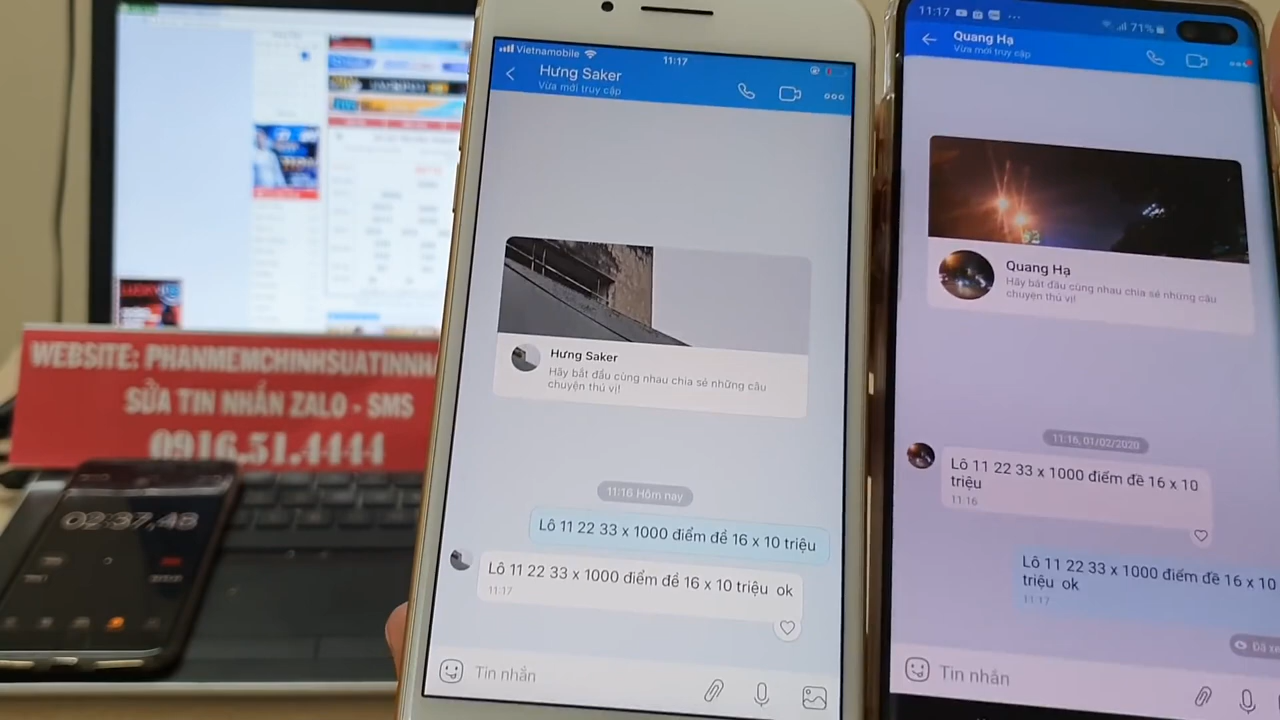 WEBSITE: PHANMEMCHINHSUATINNHA
SỬA TIN NHẮN ZALO - SMS
0916.51.4444
02:37,48
Vietnamobile
11:17
Hưng Saker
Vừa mới truy cập
Hưng Saker
Hãy bắt đầu cùng nhau chia sẻ những câu
chuyện thú vị!
11:16 Hôm nay
Lô 11 22 33 x 1000 điểm đề 16 x 10 triệu
Lô 11 22 33 x 1000 điểm đề 16 x 10 triệu ok
11:17
Tin nhắn
11:17
71%
Quang Hạ
Vừa mới truy cập
52
Quang Hạ
Hãy bắt đầu cùng nhau chia sẻ những câu
chuyện thú vị!
11:16, 01/02/2020
Lô 11 22 33 x 1000 điểm đề 16 x 10
triệu
11:16
Lô 11 22 33 x 1000 điểm đề 16 x 10
triệu ok
11:17
Đã xe
Tin nhắn